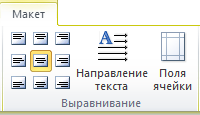 Макет
Направление
текста
Поля
ячейки
Выравнивание